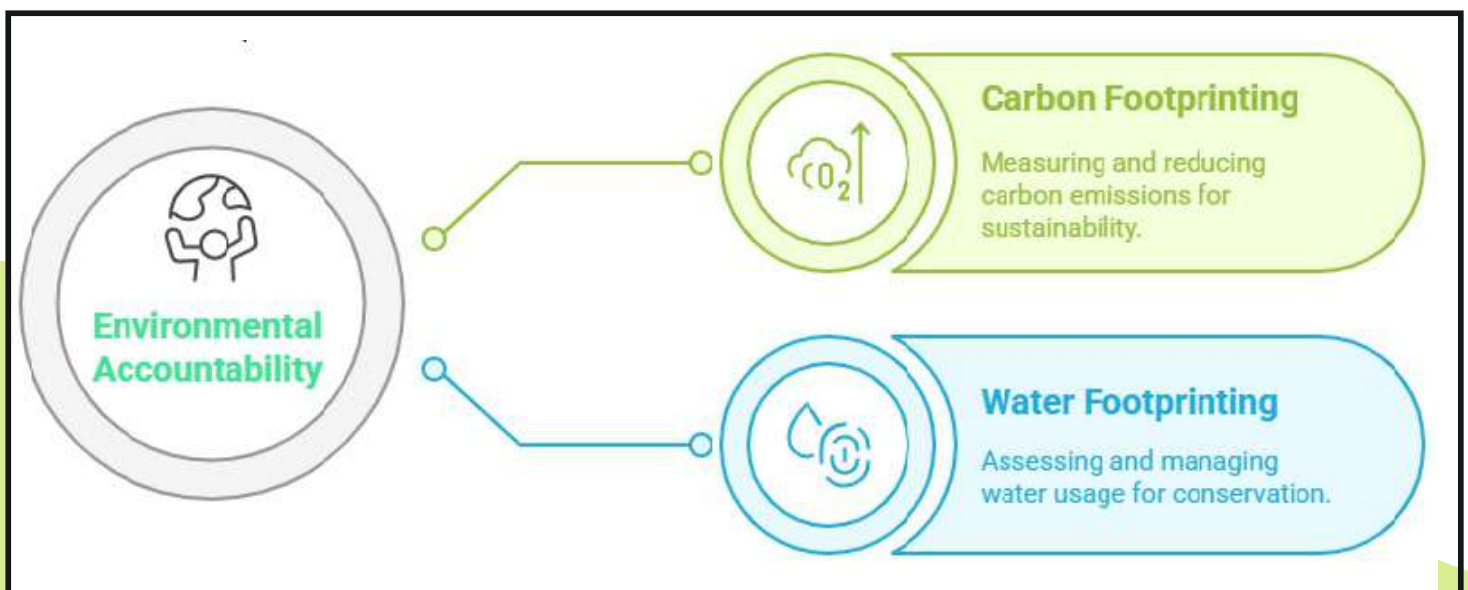 Environmental
Accountability
Carbon Footprinting
Measuring and reducing
carbon emissions for
sustainability.
CO2
Water Footprinting
Assessing and managing
water usage for conservation.